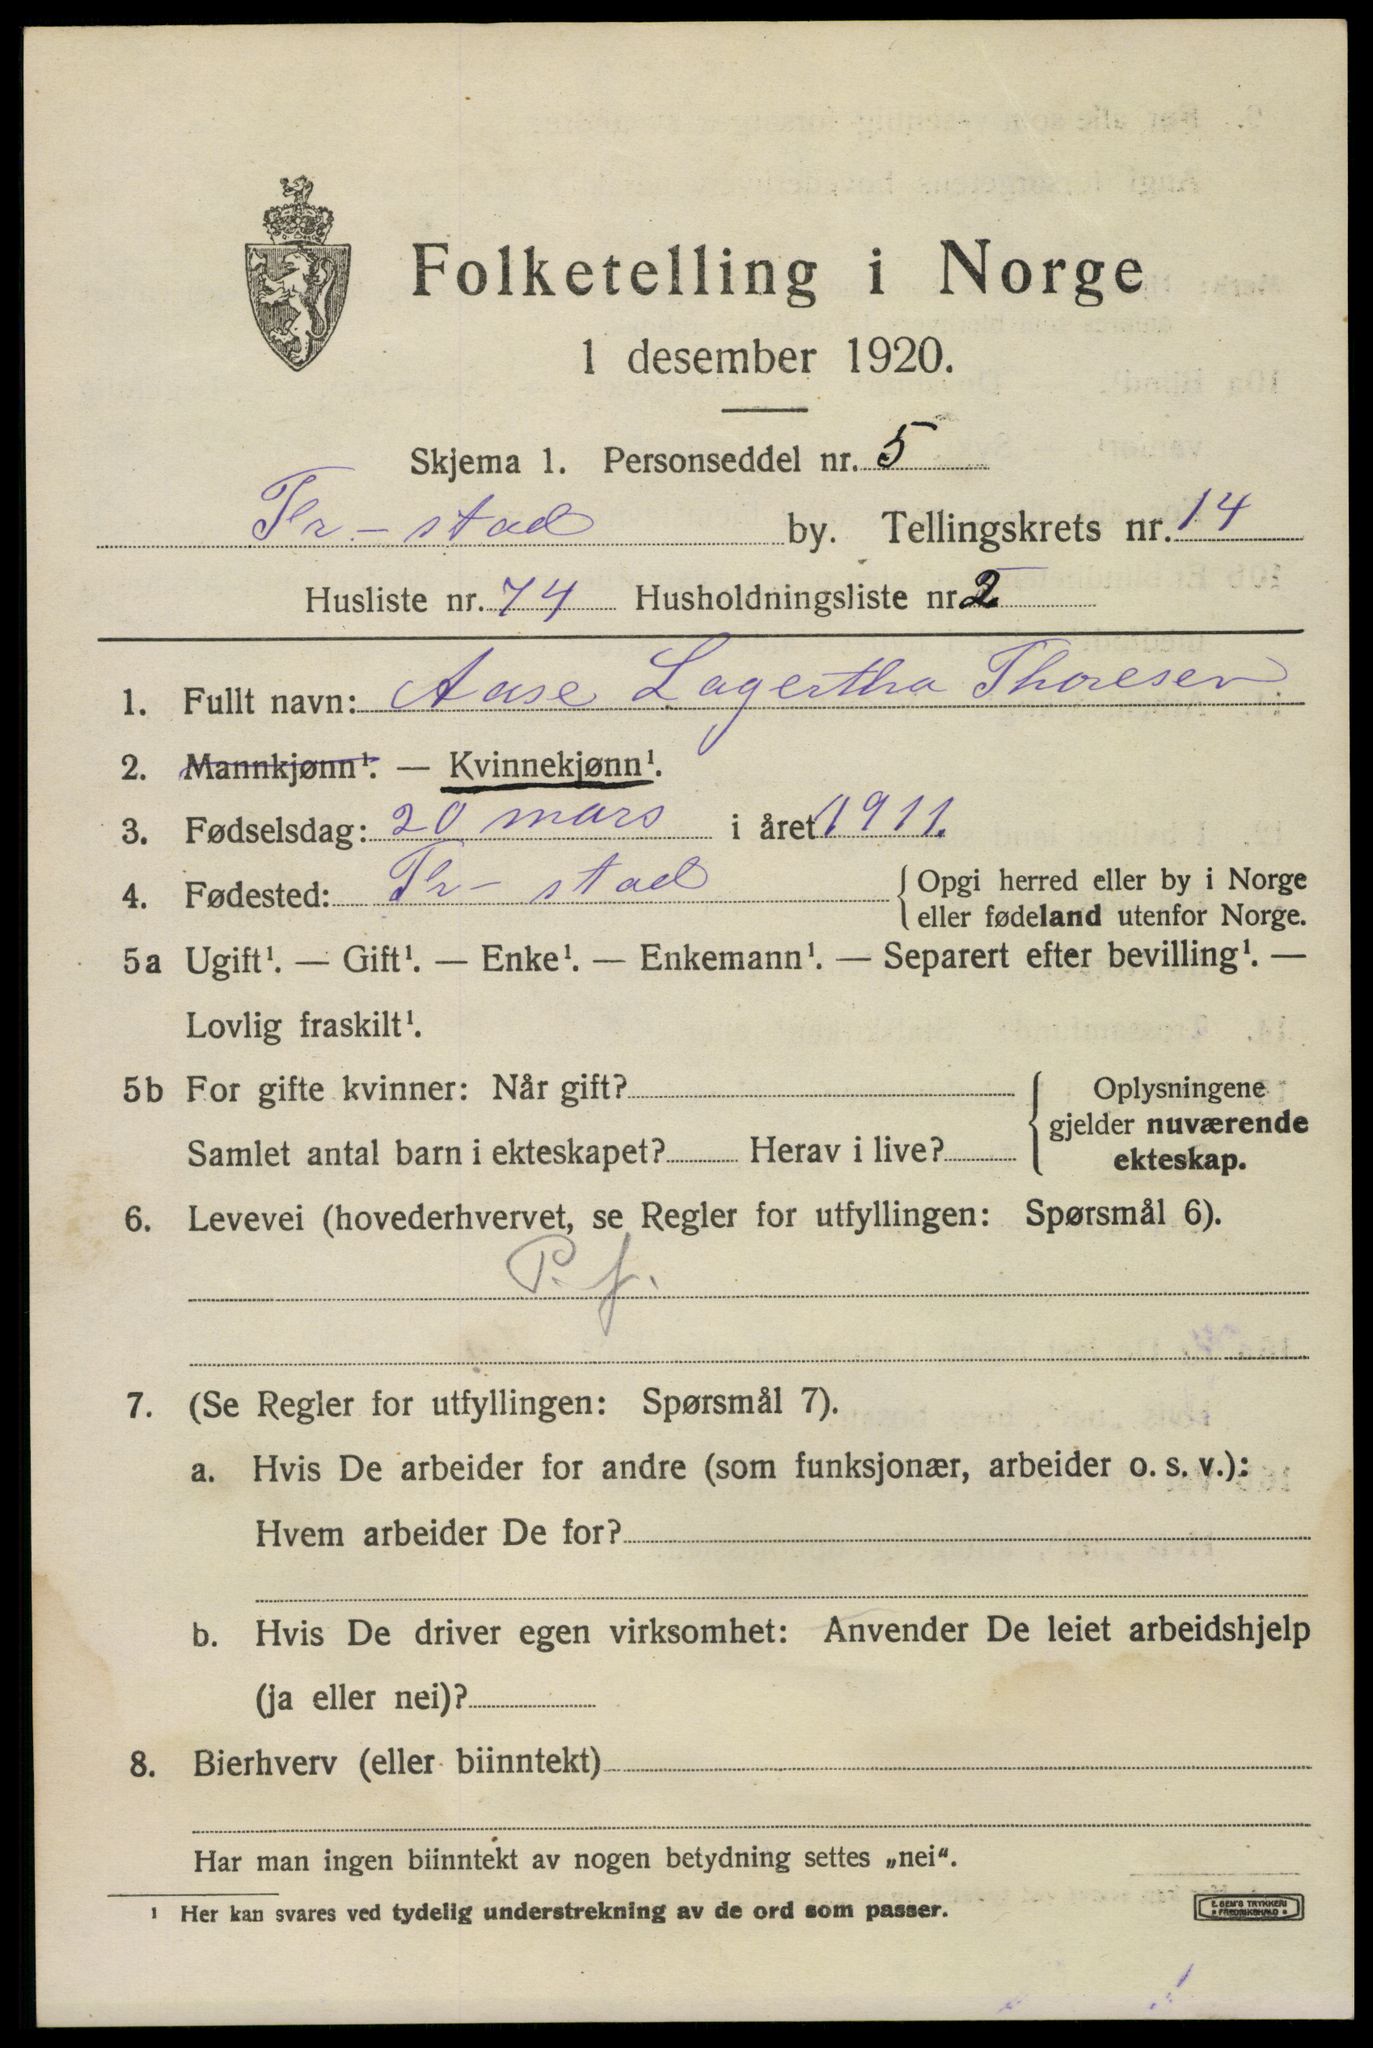 Folketelling i Norge
1 desember 1920.
Skjema 1. Personseddel nr. 5
Fr-stad by. Tellingskrets nr. 14
Husliste nr. 74 Husholdningsliste nr. 2
1. Fullt navn: Aase Lagertha Thoresen
2. Mannkjønn¹. — Kvinnekjønn¹.
3. Fødselsdag: 20 mars i året 1911.
4. Fødested: Fr-stad { Opgi herred eller by i Norge
eller fødeland utenfor Norge.
5a Ugift¹. — Gift¹. — Enke¹. — Enkemann¹. — Separert efter bevilling¹. —
Lovlig fraskilt¹.
5b For gifte kvinner: Når gift? { Oplysningene
gjelder nuværende
Samlet antal barn i ekteskapet? Herav i live? ekteskap.
6. Levevei (hovederhvervet, se Regler for utfyllingen: Spørsmål 6).
P. f.
7. (Se Regler for utfyllingen: Spørsmål 7).
a. Hvis De arbeider for andre (som funksjonær, arbeider o. s. v.):
Hvem arbeider De for?
b. Hvis De driver egen virksomhet: Anvender De leiet arbeidshjelp
(ja eller nei)?
8. Bierhverv (eller biinntekt)
Har man ingen biinntekt av nogen betydning settes „nei“.
¹ Her kan svares ved tydelig understrekning av de ord som passer.
E. SEM'S TRYKKERI
• FREDRIKSHALD •